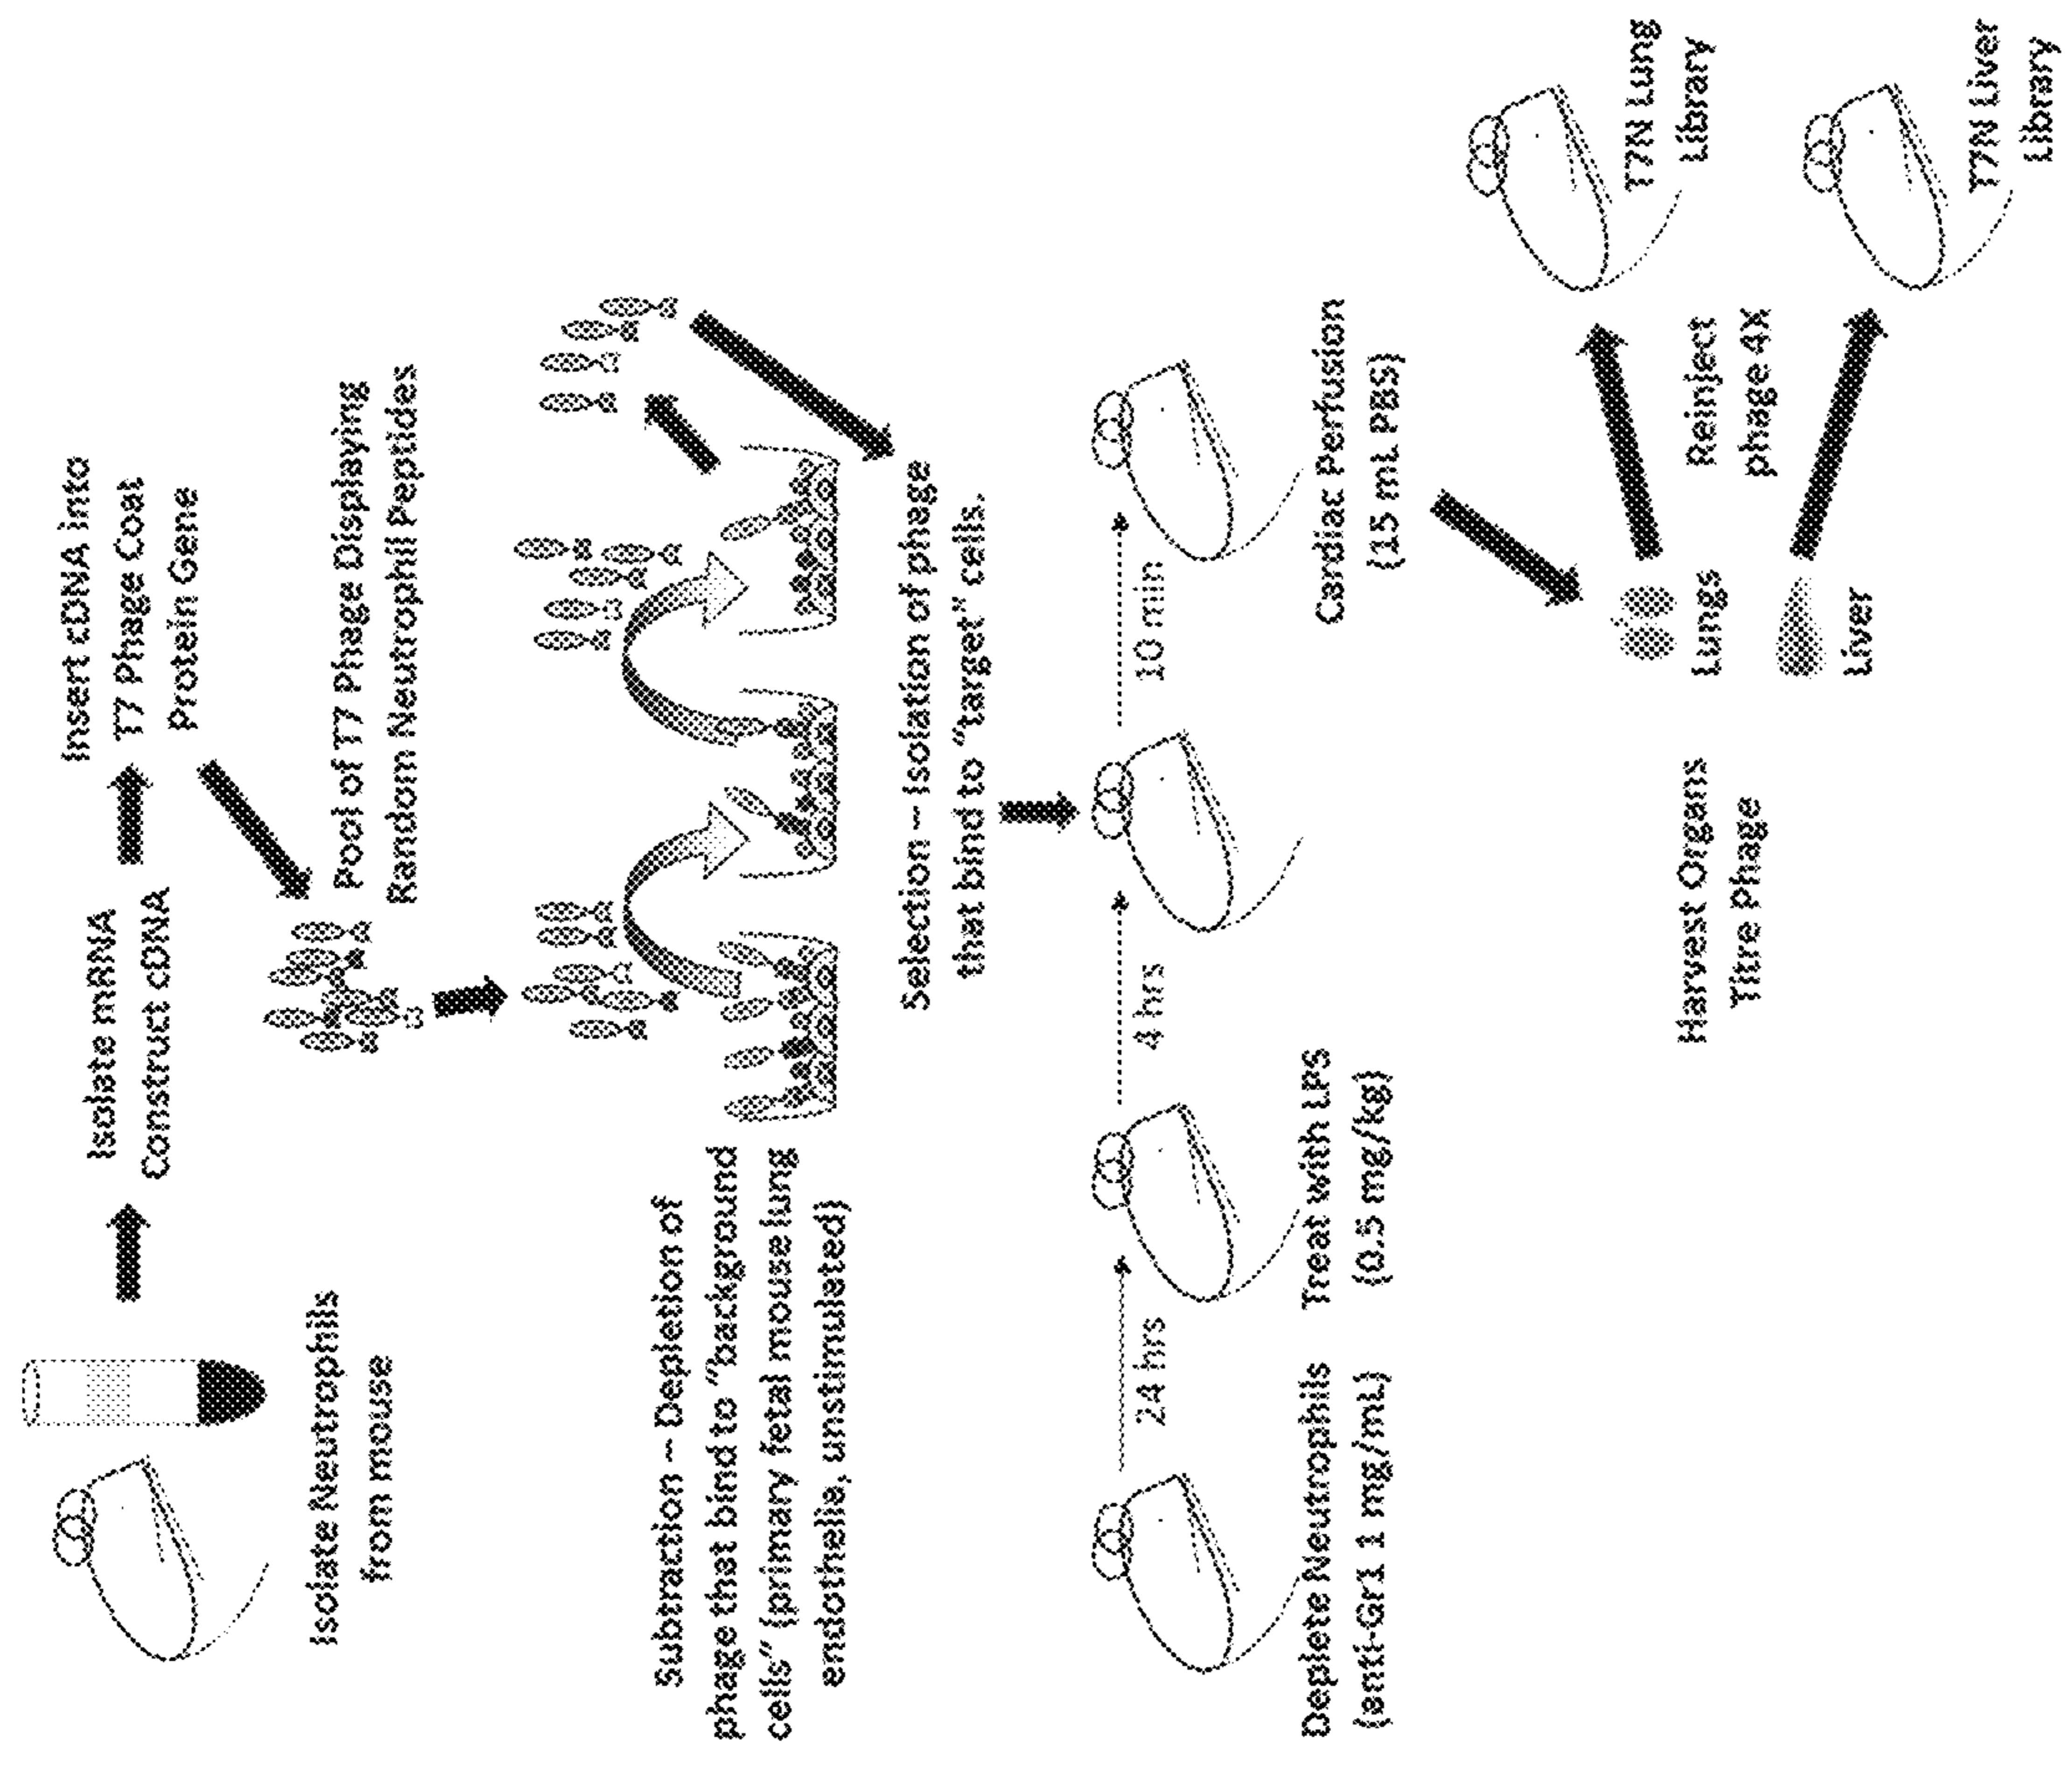 Isolate Neutrophils
from mouse
Isolate mRNA
Construct cDNA
Insert cDNA into
T7 Phage Coat
Protein Gene
Pool of T7 Phage Displaying
Random Neutrophil Peptides
Subtraction – Depletion of
phage that bind to "background
cells" (primary fetal mouse lung
endothelia, unstimulated)
Selection – isolation of phage
that bind to "target" cells.
24 hrs
4 hrs
10 min
Deplete Neutrophils
(anti-Gr1 1 mg/mL)
Treat with LPS
(0.5 mg/kg)
Cardiac Perfusion
(15 mL PBS)
Harvest Organs
Titre Phage
Lungs
Liver
Reinject
phage 4X
T7N Lung
Library
T7N Liver
Library